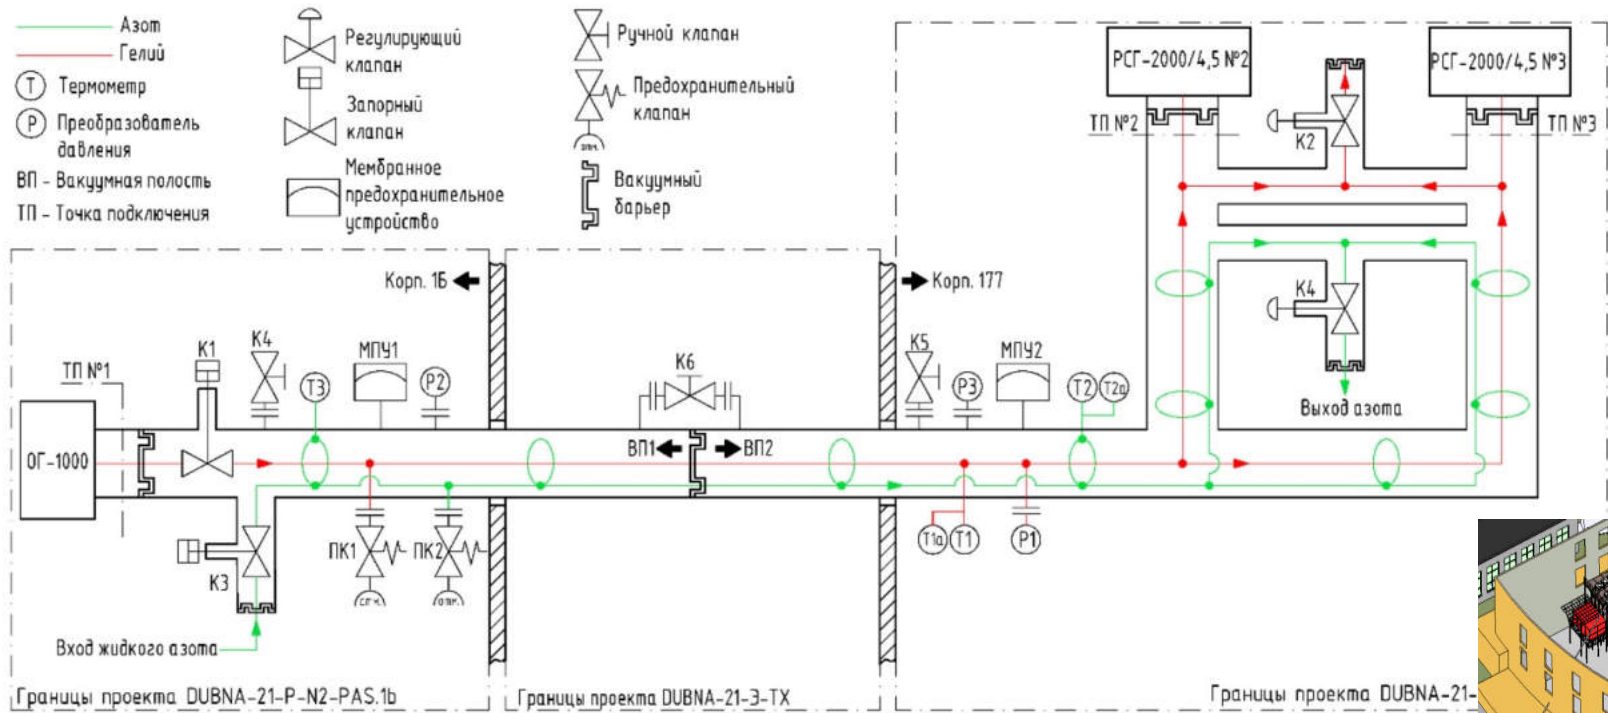 Азот
Гелий
Т Термометр
Р Преобразователь
давления
ВП - Вакуумная полость
ТП - Точка подключения
Регулирующий
клапан
Запорный
клапан
Мембранное
предохранительное
устройство
Ручной клапан
Предохранительный
клапан
атм.
Вакуумный
барьер
РСГ-2000/4,5 №2
РСГ-2000/4,5 №3
ТП №2
К2
ТП №3
Корп. 1Б
Корп. 177
К4
Выход азота
ТП №1
К1
К4
МПУ1
Т3
Р2
К6
К5
Р3
МПУ2
Т2
Т2а
ОГ-1000
ВП1
ВП2
К3
ПК1
ПК2
атм.
атм.
Т1а
Т1
Р1
Вход жидкого азота
Границы проекта DUBNA-21-P-N2-PAS.1b
Границы проекта DUBNA-21-3-TX
Границы проекта DUBNA-21-